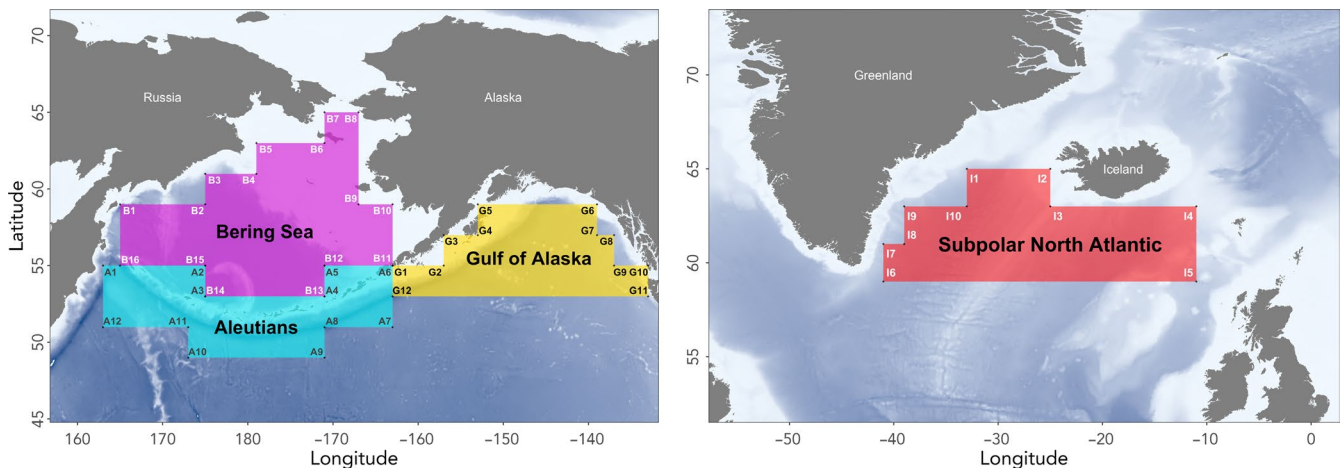 70
65
60
55
50
45
Latitude
160
170
180
−170
−160
−150
−140
Longitude
Russia
Alaska
B7 B8
B5 B6
B3 B4
B9
B1 B2 B10
Bering Sea
B16 B15 B12 B11
A1 A2 A5 A6
A3 B14 B13 A4
Aleutians
A12 A11 A8 A7
A10 A9
G5 G6
G4 G7
G3 G8
Gulf of Alaska
G1 G2 G9 G10
G12 G11
70
65
60
55
−50
−40
−30
−20
−10
0
Longitude
Greenland
Iceland
I1 I2
I9 I10 I3 I4
I8
Subpolar North Atlantic
I7
I6 I5